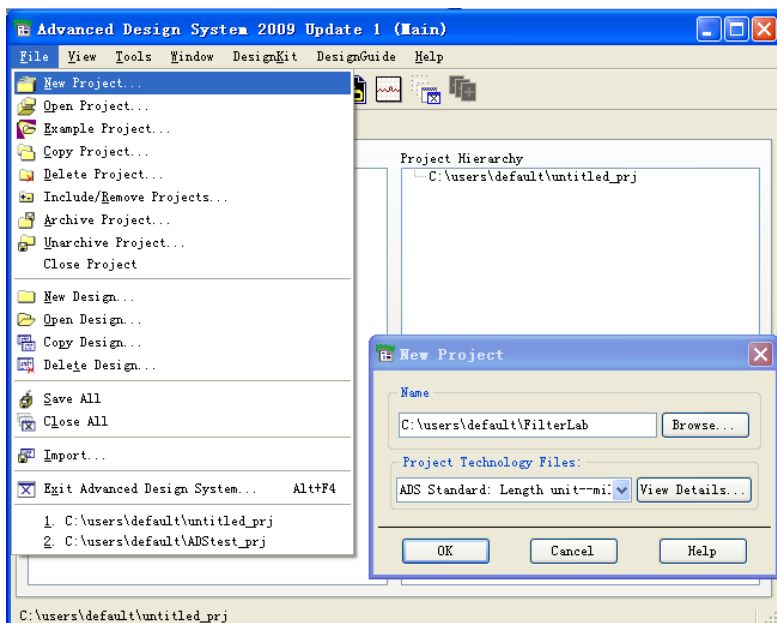 Advanced Design System 2009 Update 1 (Main)
File View Tools Window DesignKit DesignGuide Help
New Project...
Open Project...
Example Project...
Copy Project...
Delete Project...
Include/Remove Projects...
Archive Project...
Unarchive Project...
Close Project
New Design...
Open Design...
Copy Design...
Delete Design...
Save All
Close All
Import...
Exit Advanced Design System... Alt+F4
1. C:\users\default\untitled_prj
2. C:\users\default\ADStest_prj
Project Hierarchy
C:\users\default\untitled_prj
New Project
Name
C:\users\default\FilterLab Browse...
Project Technology Files:
ADS Standard: Length unit--mi View Details...
OK Cancel Help
C:\users\default\untitled_prj